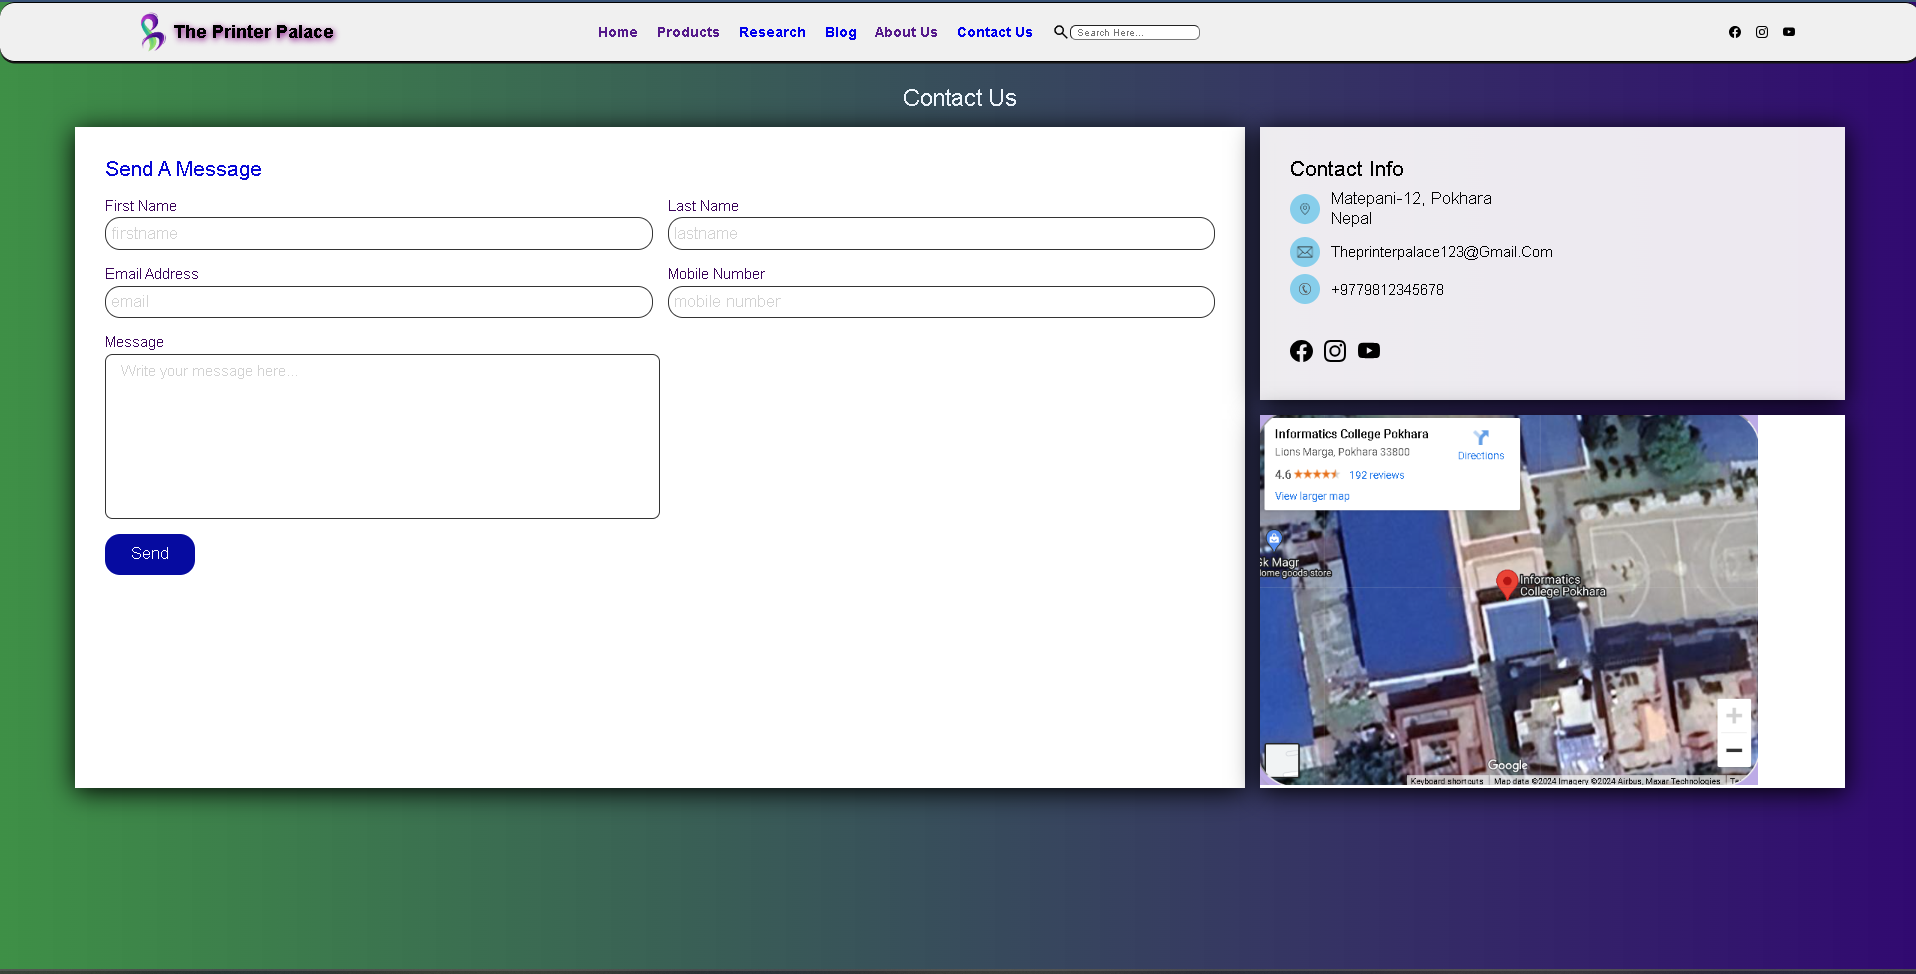 The Printer Palace
Home Products Research Blog About Us Contact Us Search Here...
Contact Us
Send A Message
First Name
firstname
Last Name
lastname
Email Address
email
Mobile Number
mobile number
Message
Write your message here...
Send
Contact Info
Matepani-12, Pokhara
Nepal
Theprinterpalace123@Gmail.Com
+9779812345678
Informatics College Pokhara
Lions Marga, Pokhara 33800
4.6 192 reviews
View larger map
Directions
Sk Magr
Home goods store
Informatics
College Pokhara
Google
Keyboard shortcuts Map data ©2024 Imagery ©2024 Airbus, Maxar Technologies Te